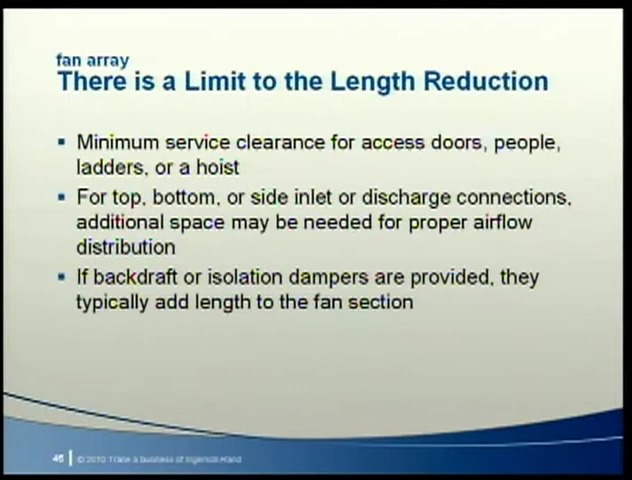 fan array
There is a Limit to the Length Reduction
▪ Minimum service clearance for access doors, people,
ladders, or a hoist
▪ For top, bottom, or side inlet or discharge connections,
additional space may be needed for proper airflow
distribution
▪ If backdraft or isolation dampers are provided, they
typically add length to the fan section
© 2010 Trane a business of Ingersoll-Rand